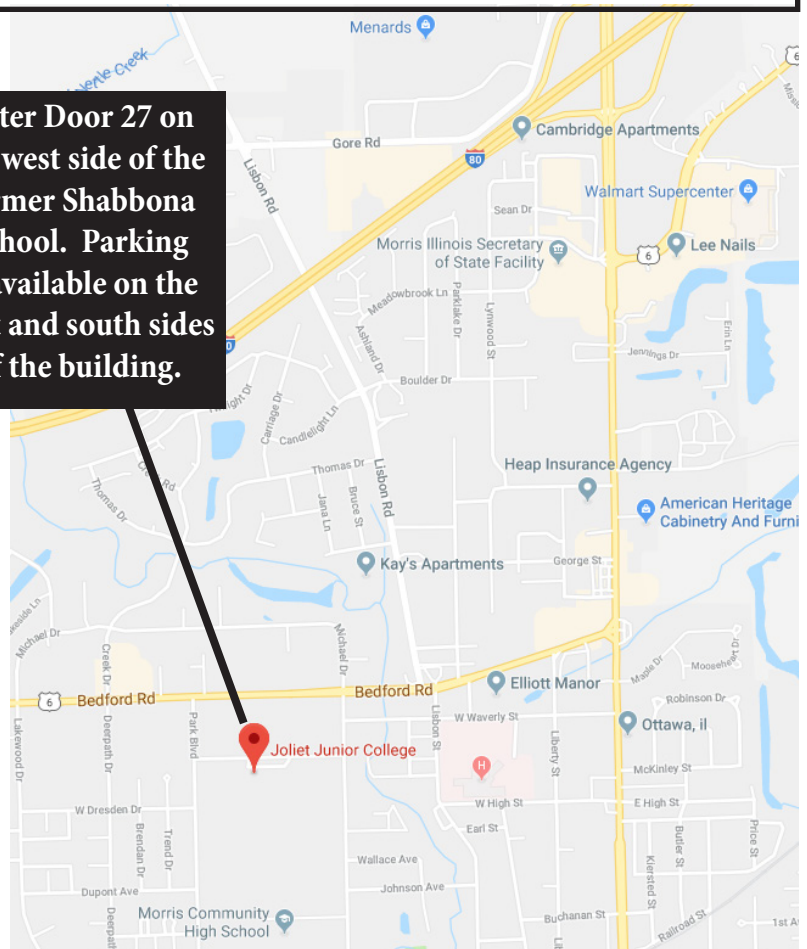 Menards
ter Door 27 on
west side of the
rmer Shabbona
hool. Parking
vailable on the
t and south sides
f the building.
Gore Rd
80
Cambridge Apartments
6
Lisbon Rd
Walmart Supercenter
Sean Dr
Morris Illinois Secretary
of State Facility
6
Lee Nails
Meadowbrook Ln
Parklake Dr
Lynwood St
Ashland Dr
Erin Ln
Jennings Dr
Boulder Dr
Carriage Dr
Candlelight Ln
Thomas Dr
Lisbon Rd
Heap Insurance Agency
Thomas Dr
Jana Ln
Bruce St
American Heritage
Cabinetry And Furni
Kay's Apartments
George St
Michael Dr
Creek Dr
Michael Dr
Maple Dr
Mooseheart Dr
6
Bedford Rd
Bedford Rd
Elliott Manor
Robinson Dr
Lakewood Dr
Deerpath Dr
Park Blvd
Lisbon St
W Waverly St
Liberty St
Ottawa, il
Joliet Junior College
H
McKinley St
W Dresden Dr
W High St
E High St
Brendan Dr
Trend Dr
Earl St
Butler St
Price St
Wallace Ave
Kiersted St
Dupont Ave
Johnson Ave
Deerpath
Morris Community
High School
Buchanan St
Railroad St
1st A